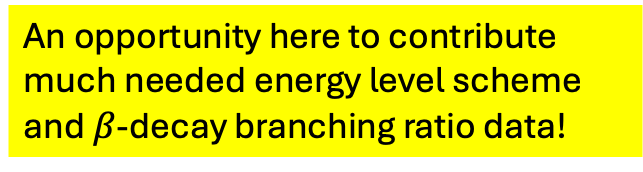 An opportunity here to contribute
much needed energy level scheme
and β-decay branching ratio data!